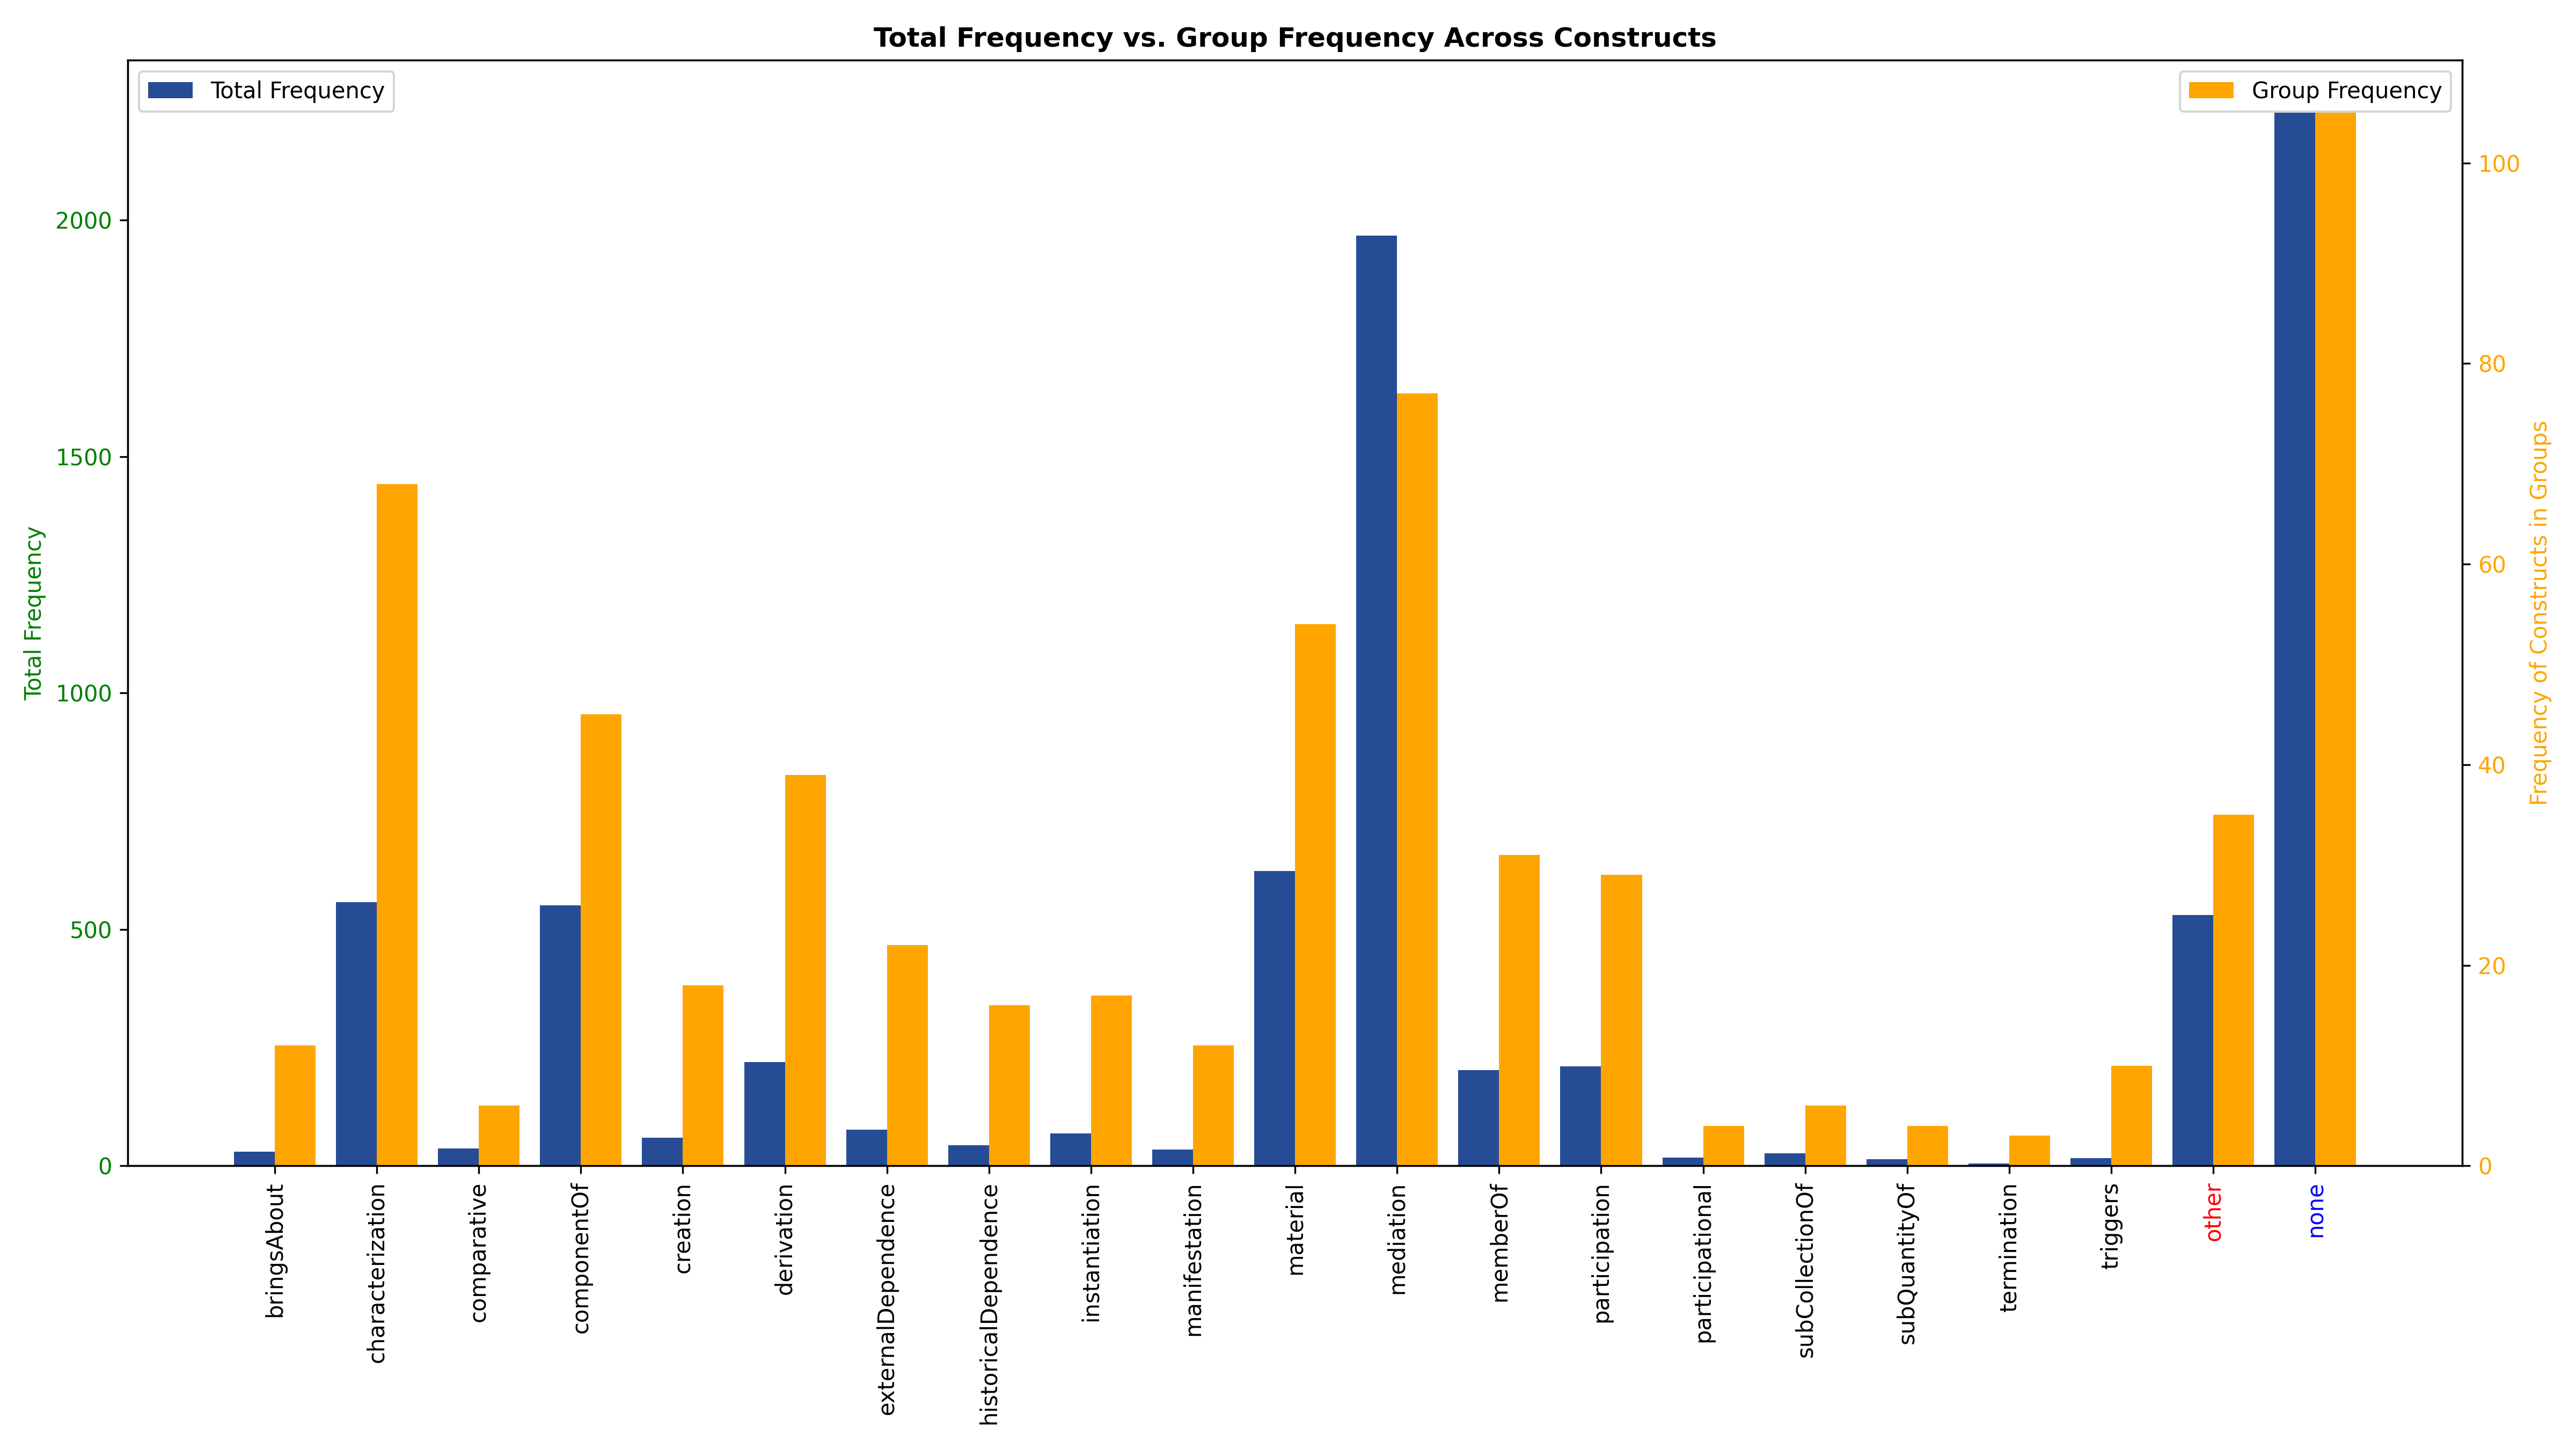 Total Frequency vs. Group Frequency Across Constructs
Total Frequency
Group Frequency
Total Frequency
2000
1500
1000
500
0
100
80
60
40
20
0
Frequency of Constructs in Groups
bringsAbout
characterization
comparative
componentOf
creation
derivation
externalDependence
historicalDependence
instantiation
manifestation
material
mediation
memberOf
participation
participational
subCollectionOf
subQuantityOf
termination
triggers
other
none